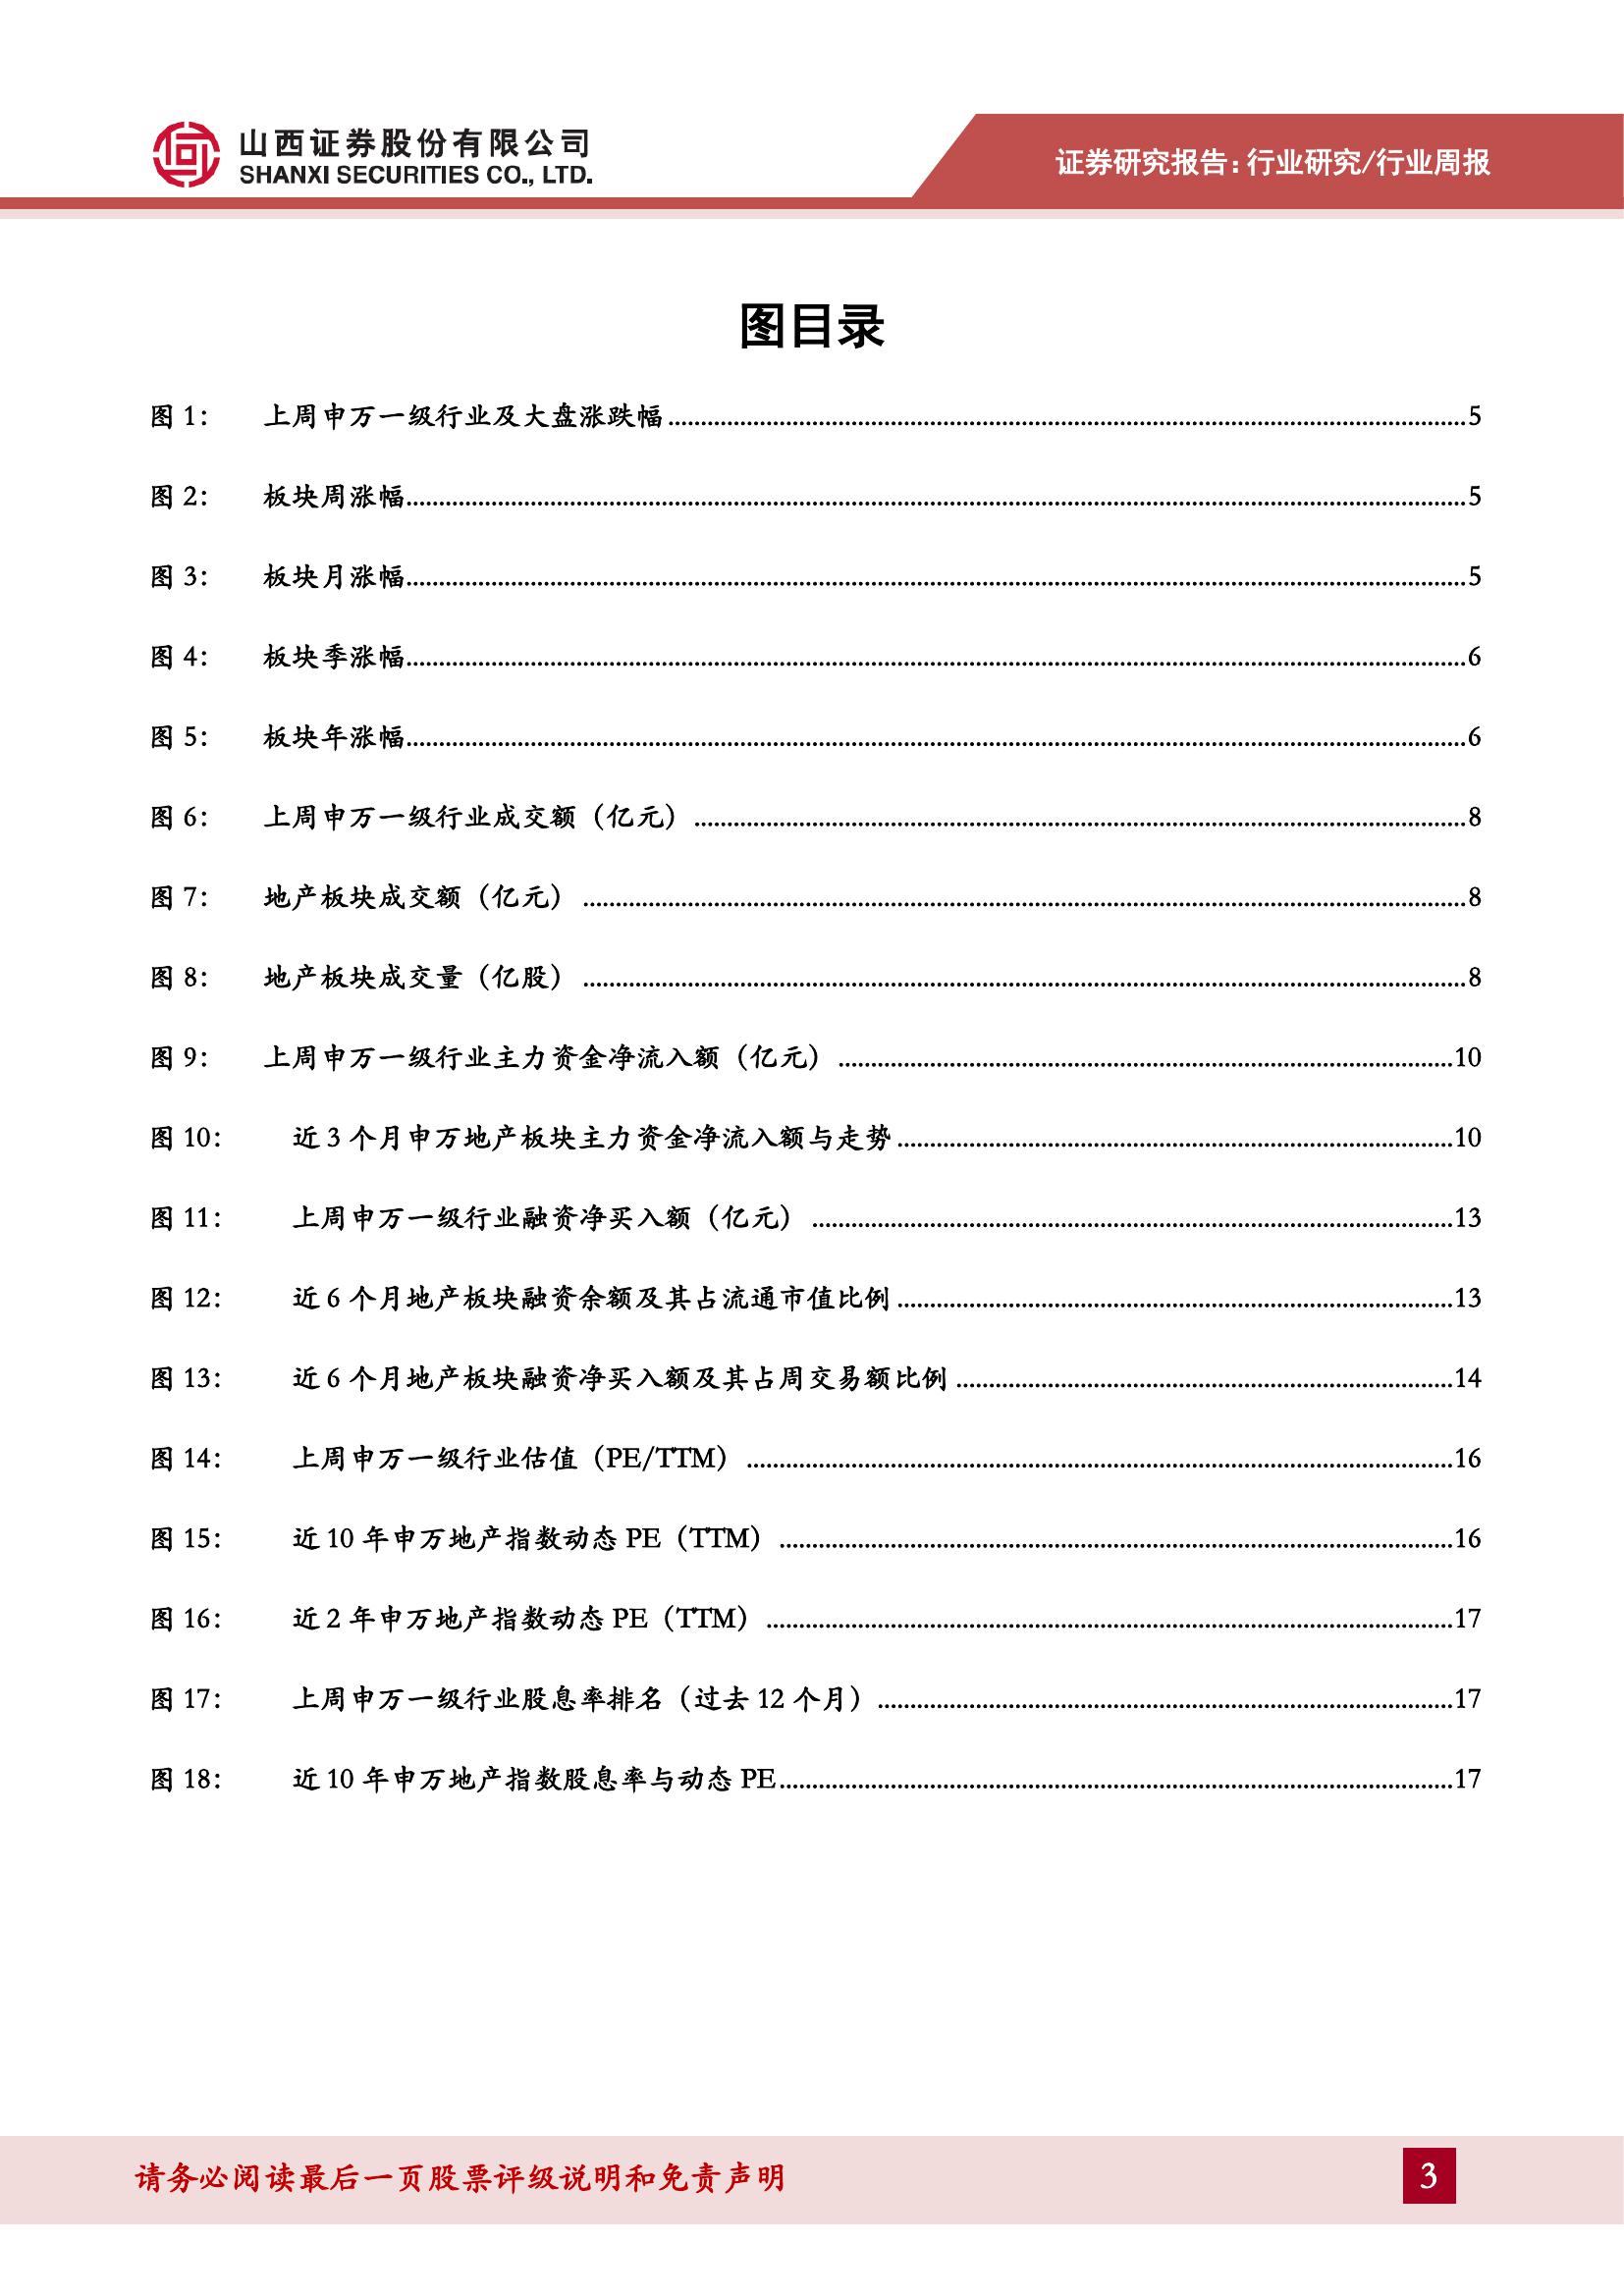 山西证券股份有限公司
SHANXI SECURITIES CO., LTD.
证券研究报告：行业研究/行业周报
图目录
图 1： 上周申万一级行业及大盘涨跌幅 5
图 2： 板块周涨幅 5
图 3： 板块月涨幅 5
图 4： 板块季涨幅 6
图 5： 板块年涨幅 6
图 6： 上周申万一级行业成交额（亿元） 8
图 7： 地产板块成交额（亿元） 8
图 8： 地产板块成交量（亿股） 8
图 9： 上周申万一级行业主力资金净流入额（亿元） 10
图 10： 近 3 个月申万地产板块主力资金净流入额与走势 10
图 11： 上周申万一级行业融资净买入额（亿元） 13
图 12： 近 6 个月地产板块融资余额及其占流通市值比例 13
图 13： 近 6 个月地产板块融资净买入额及其占周交易额比例 14
图 14： 上周申万一级行业估值（PE/TTM） 16
图 15： 近 10 年申万地产指数动态 PE（TTM） 16
图 16： 近 2 年申万地产指数动态 PE（TTM） 17
图 17： 上周申万一级行业股息率排名（过去 12 个月） 17
图 18： 近 10 年申万地产指数股息率与动态 PE 17
请务必阅读最后一页股票评级说明和免责声明
3